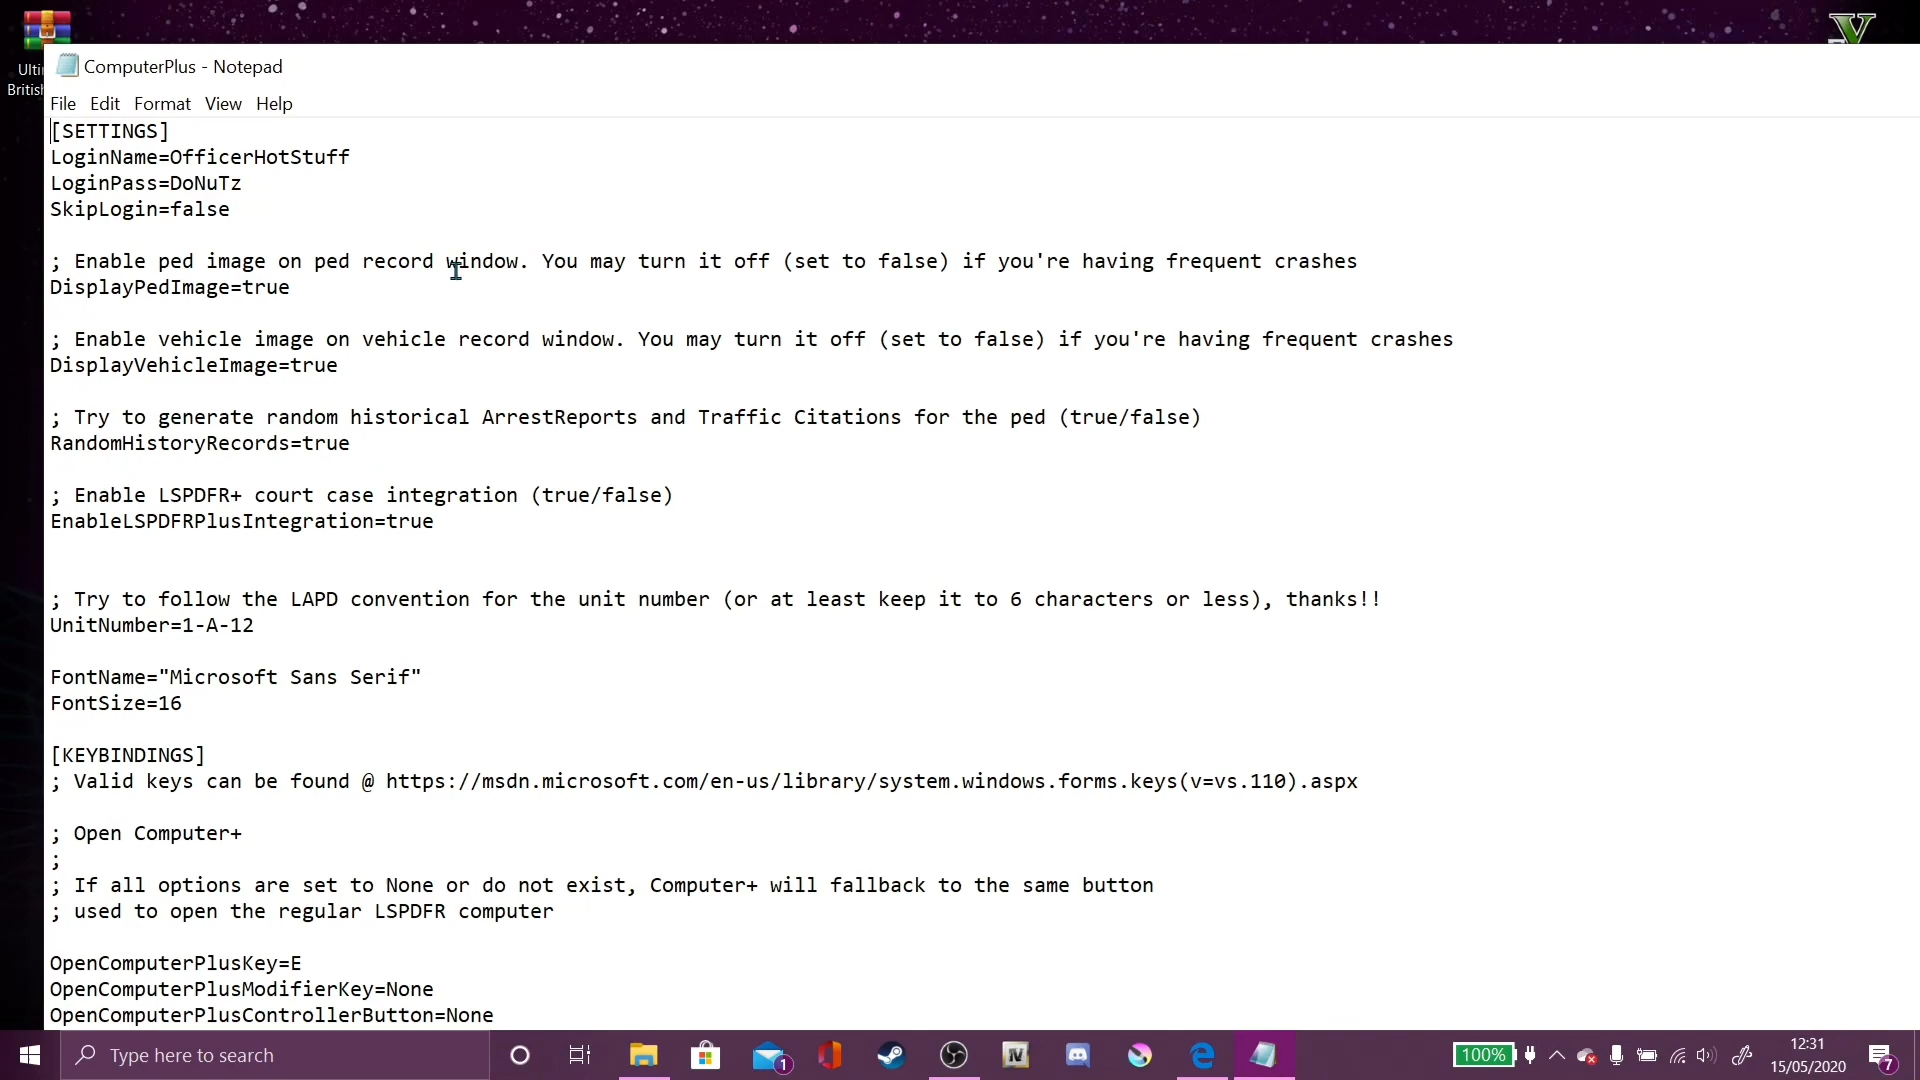 Ulti
British
ComputerPlus - Notepad
File Edit Format View Help
[SETTINGS]
LoginName=OfficerHotStuff
LoginPass=DoNuTz
SkipLogin=false
; Enable ped image on ped record window. You may turn it off (set to false) if you're having frequent crashes
DisplayPedImage=true
; Enable vehicle image on vehicle record window. You may turn it off (set to false) if you're having frequent crashes
DisplayVehicleImage=true
; Try to generate random historical ArrestReports and Traffic Citations for the ped (true/false)
RandomHistoryRecords=true
; Enable LSPDFR+ court case integration (true/false)
EnableLSPDFRPlusIntegration=true
; Try to follow the LAPD convention for the unit number (or at least keep it to 6 characters or less), thanks!!
UnitNumber=1-A-12
FontName="Microsoft Sans Serif"
FontSize=16
[KEYBINDINGS]
; Valid keys can be found @ https://msdn.microsoft.com/en-us/library/system.windows.forms.keys(v=vs.110).aspx
; Open Computer+
;
; If all options are set to None or do not exist, Computer+ will fallback to the same button
; used to open the regular LSPDFR computer
OpenComputerPlusKey=E
OpenComputerPlusModifierKey=None
OpenComputerPlusControllerButton=None
Type here to search
1
IV
100%
12:31
15/05/2020
7